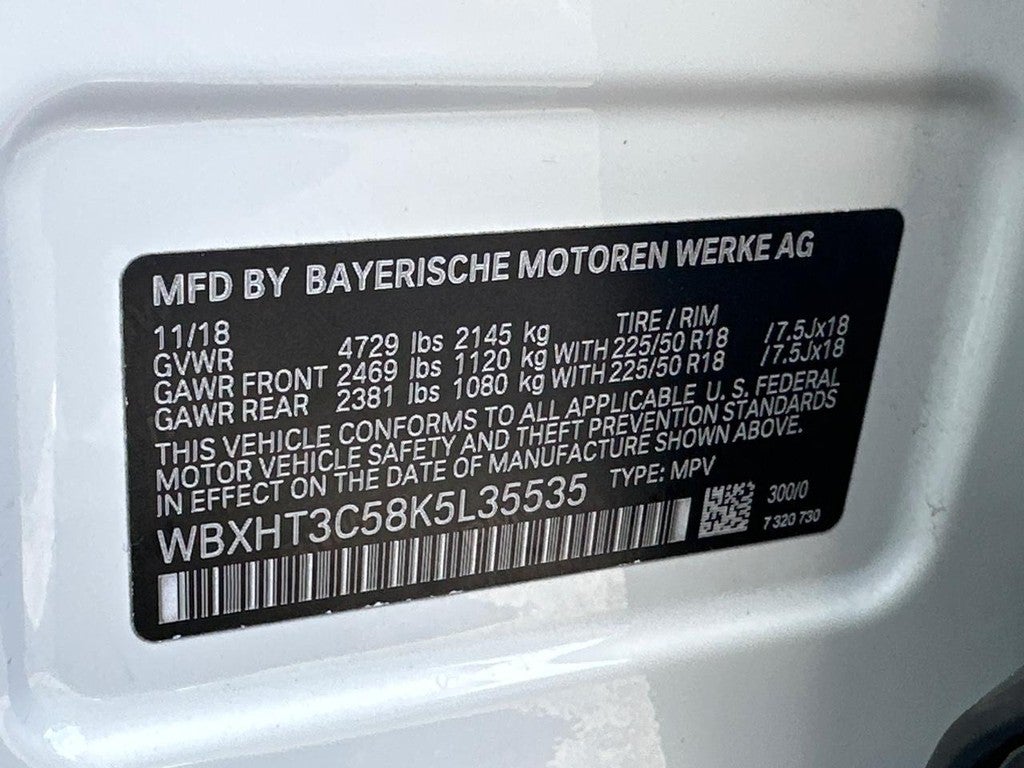 MFD BY BAYERISCHE MOTOREN WERKE AG
11/18 TIRE / RIM
GVWR 4729 lbs 2145 kg
GAWR FRONT 2469 lbs 1120 kg WITH 225/50 R18 /7.5Jx18
GAWR REAR 2381 lbs 1080 kg WITH 225/50 R18 /7.5Jx18
THIS VEHICLE CONFORMS TO ALL APPLICABLE U. S. FEDERAL
MOTOR VEHICLE SAFETY AND THEFT PREVENTION STANDARDS
IN EFFECT ON THE DATE OF MANUFACTURE SHOWN ABOVE.
WBXHT3C58K5L35535 TYPE: MPV
300/0
7 320 730